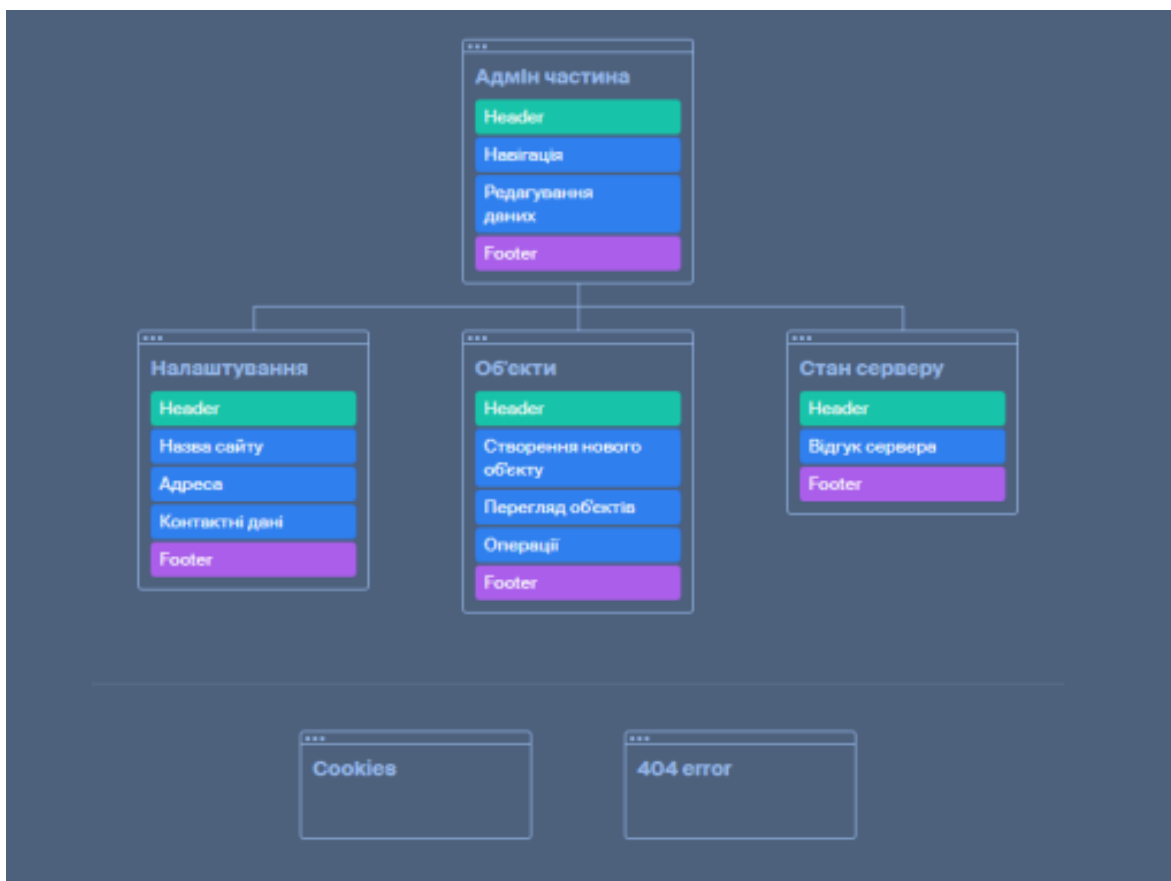 Адмін частина
Header
Навігація
Редагування
даних
Footer
Налаштування
Header
Назва сайту
Адреса
Контактні дані
Footer
Об'єкти
Header
Створення нового
об'єкту
Перегляд об'єктів
Операції
Footer
Стан серверу
Header
Відгук сервера
Footer
Cookies
404 error